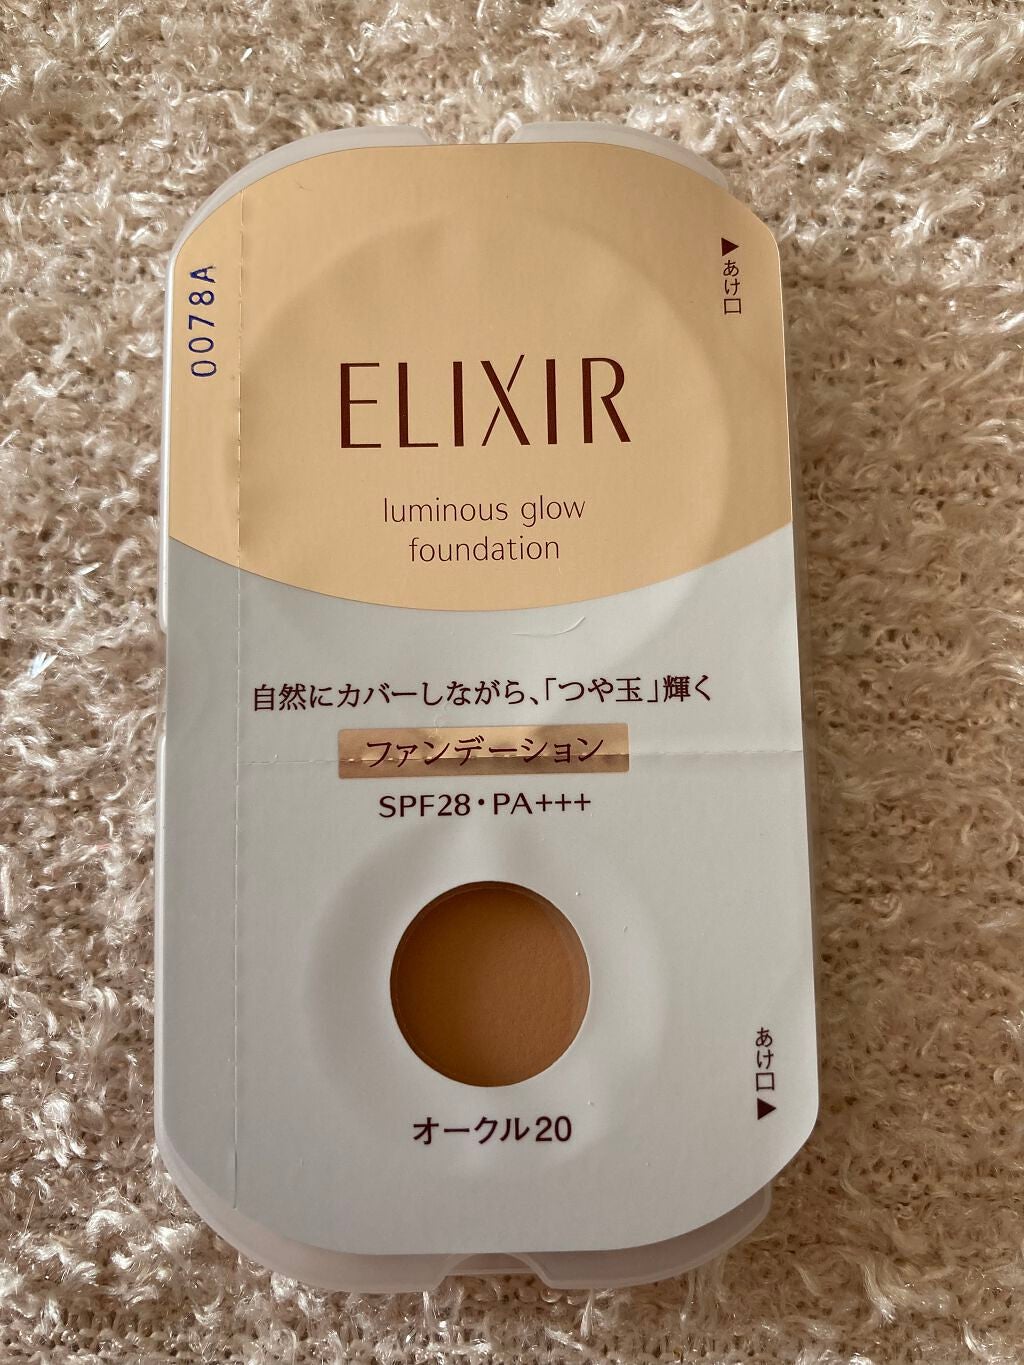 0078A
▶あけ口
ELIXIR
luminous glow
foundation
自然にカバーしながら、「つや玉」輝く
ファンデーション
SPF28・PA+++
オークル20
あけ口▶